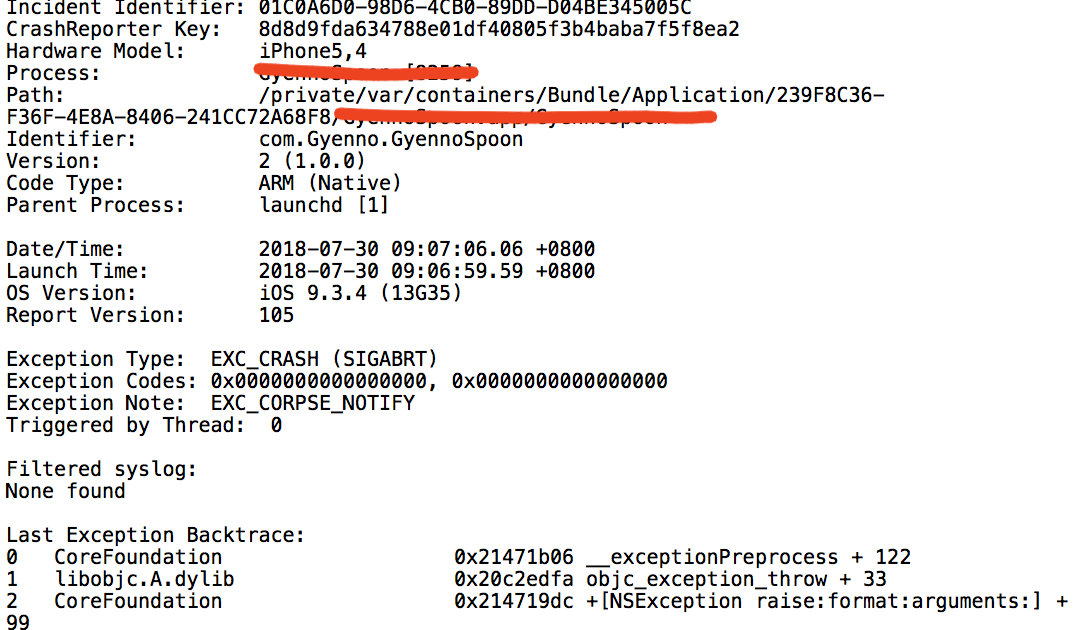 Incident Identifier: 01C0A6D0-98D6-4CB0-89DD-D04BE345005C
CrashReporter Key:   8d8d9fda634788e01df40805f3b4baba7f5f8ea2
Hardware Model:      iPhone5,4
Process:
Path:                /private/var/containers/Bundle/Application/239F8C36-
F36F-4E8A-8406-241CC72A68F8/
Identifier:          com.Gyenno.GyennoSpoon
Version:             2 (1.0.0)
Code Type:           ARM (Native)
Parent Process:      launchd [1]
Date/Time:           2018-07-30 09:07:06.06 +0800
Launch Time:         2018-07-30 09:06:59.59 +0800
OS Version:          iOS 9.3.4 (13G35)
Report Version:      105
Exception Type:  EXC_CRASH (SIGABRT)
Exception Codes: 0x0000000000000000, 0x0000000000000000
Exception Note:  EXC_CORPSE_NOTIFY
Triggered by Thread:  0
Filtered syslog:
None found
Last Exception Backtrace:
0   CoreFoundation                   0x21471b06 __exceptionPreprocess + 122
1   libobjc.A.dylib                  0x20c2edfa objc_exception_throw + 33
2   CoreFoundation                   0x214719dc +[NSException raise:format:arguments:] +
99